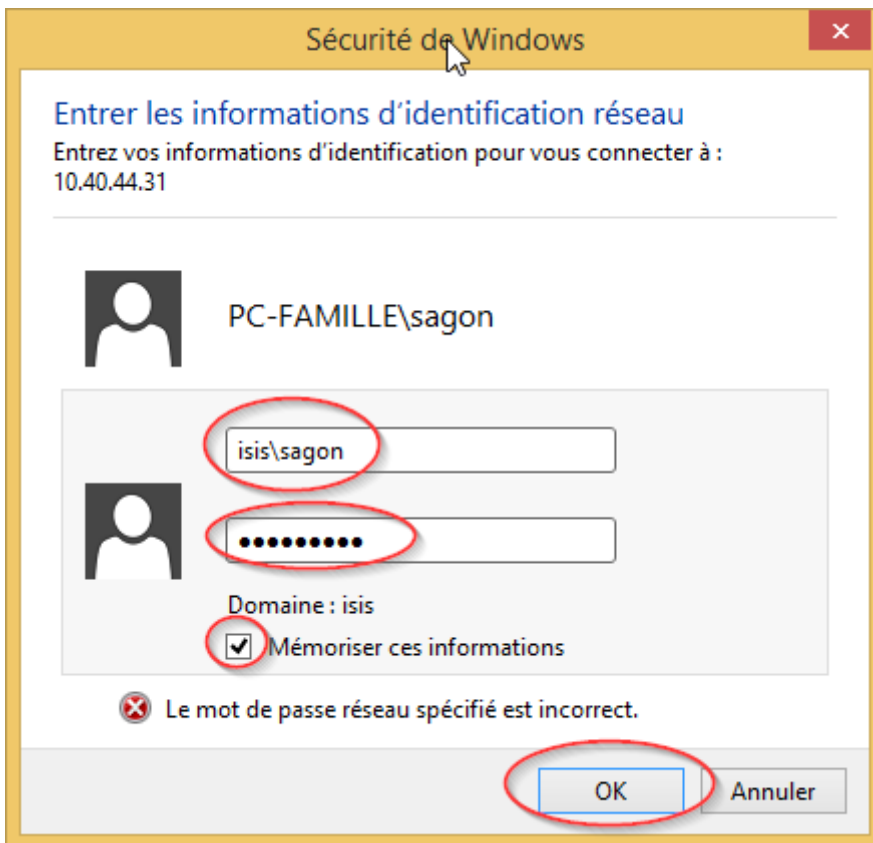 Sécurité de Windows
Entrer les informations d’identification réseau
Entrez vos informations d’identification pour vous connecter à :
10.40.44.31
PC-FAMILLE\sagon
isis\sagon
●●●●●●●●●
Domaine : isis
Mémoriser ces informations
Le mot de passe réseau spécifié est incorrect.
OK
Annuler